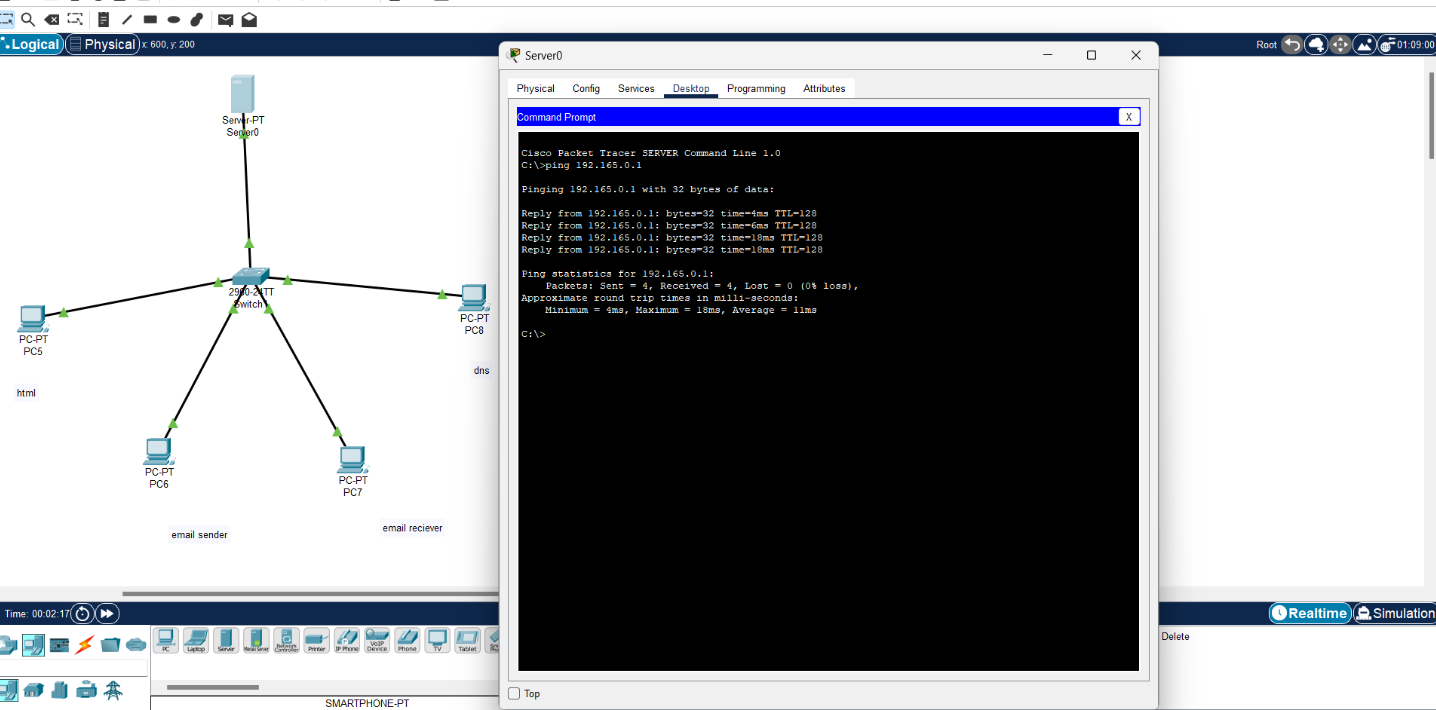 Logical
Physical
x: 600, y: 200
Root
01:09:00
Server-PT
Server0
2960-24TT
Switch1
PC-PT
PC5
html
PC-PT
PC8
dns
PC-PT
PC6
PC-PT
PC7
email sender
email reciever
Server0
Physical Config Services Desktop Programming Attributes
Command Prompt
X
Cisco Packet Tracer SERVER Command Line 1.0
C:\>ping 192.165.0.1
Pinging 192.165.0.1 with 32 bytes of data:
Reply from 192.165.0.1: bytes=32 time=4ms TTL=128
Reply from 192.165.0.1: bytes=32 time=6ms TTL=128
Reply from 192.165.0.1: bytes=32 time=18ms TTL=128
Reply from 192.165.0.1: bytes=32 time=18ms TTL=128
Ping statistics for 192.165.0.1:
Packets: Sent = 4, Received = 4, Lost = 0 (0% loss),
Approximate round trip times in milli-seconds:
Minimum = 4ms, Maximum = 18ms, Average = 11ms
C:\>
Top
Time: 00:02:17
Realtime
Simulation
PC
Laptop
Server
Printer
IP Phone
VoIP Device
Phone
TV
Tablet
SMARTPHONE-PT
Delete